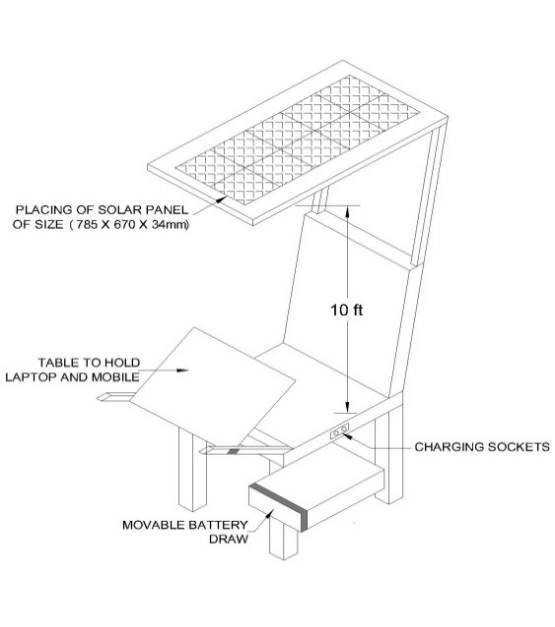 PLACING OF SOLAR PANEL
OF SIZE ( 785 X 670 X 34mm)
10 ft
TABLE TO HOLD
LAPTOP AND MOBILE
CHARGING SOCKETS
MOVABLE BATTERY
DRAW